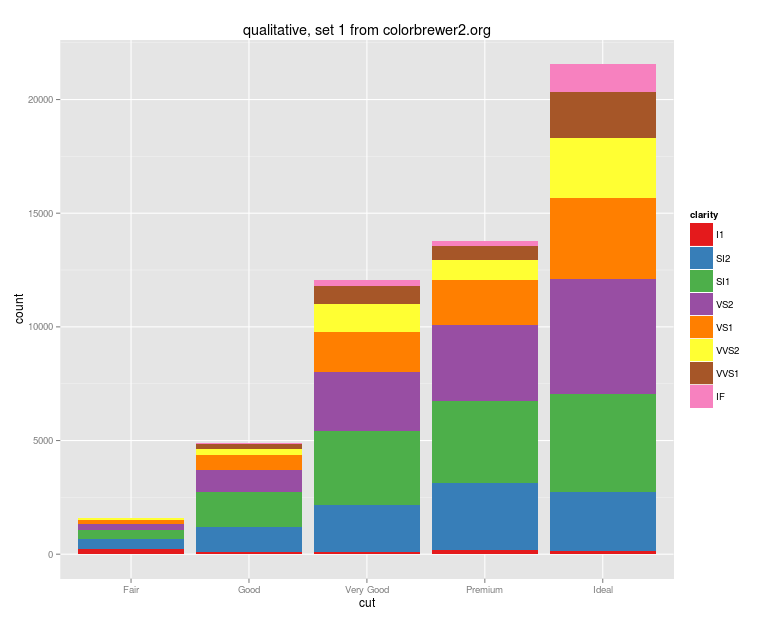 qualitative, set 1 from colorbrewer2.org
20000
15000
10000
5000
0
count
Fair
Good
Very Good
Premium
Ideal
cut
clarity
I1
SI2
SI1
VS2
VS1
VVS2
VVS1
IF